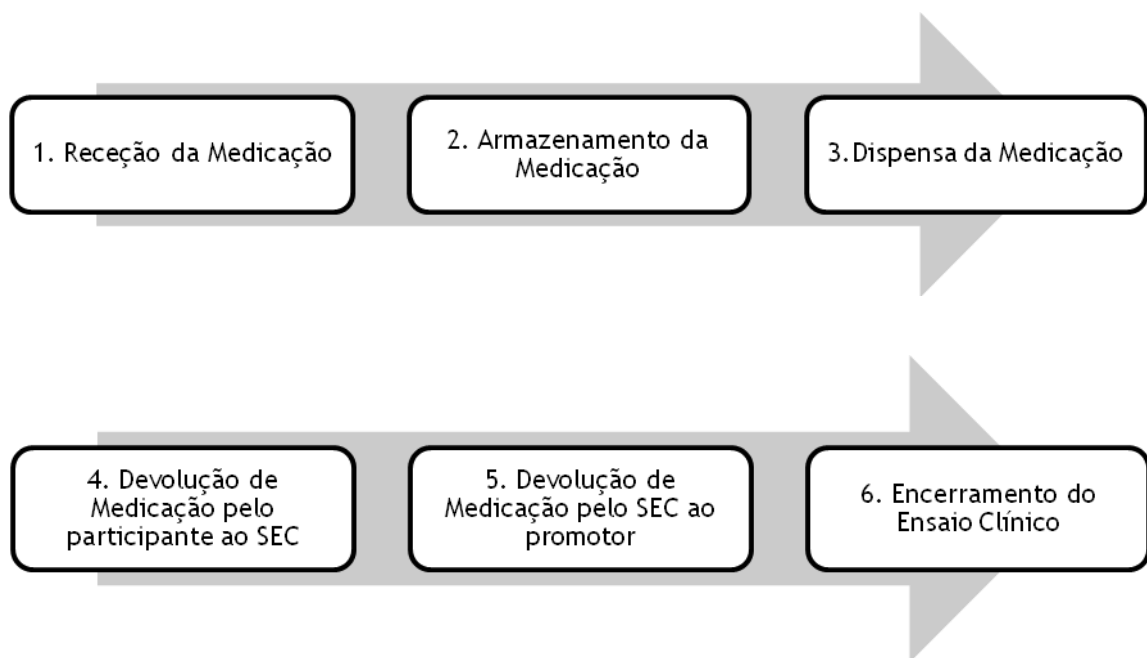 1. Receção da Medicação
2. Armazenamento da
Medicação
3.Dispensa da Medicação
4. Devolução de
Medicação pelo
participante ao SEC
5. Devolução de
Medicação pelo SEC ao
promotor
6. Encerramento do
Ensaio Clínico